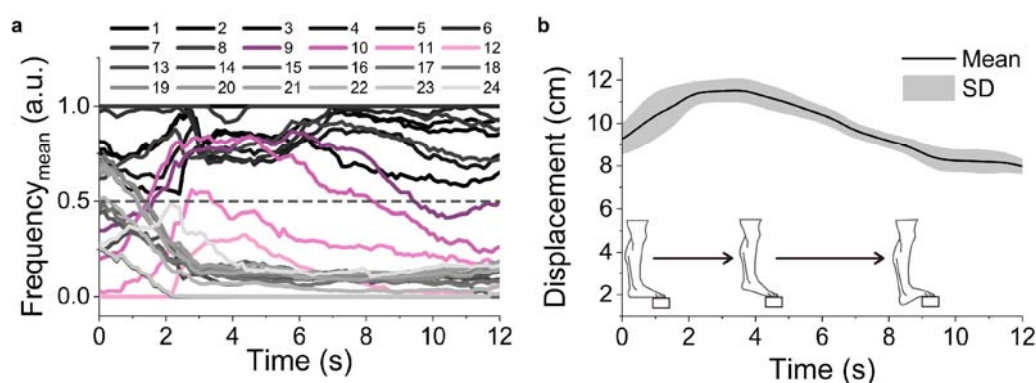 a
1 2 3 4 5 6
7 8 9 10 11 12
13 14 15 16 17 18
19 20 21 22 23 24
1.0
0.5
0.0
Frequencymean (a.u.)
0 2 4 6 8 10 12
Time (s)
b
Mean
SD
12
10
8
6
4
2
Displacement (cm)
0 2 4 6 8 10 12
Time (s)